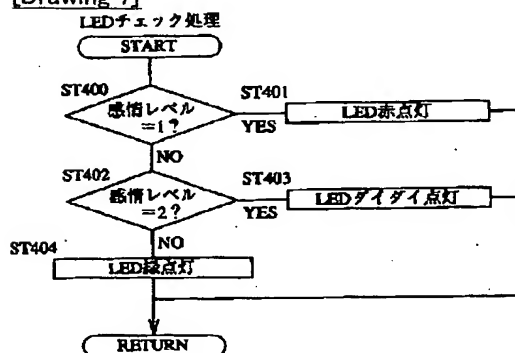 [Drawing 7]
LEDチェック処理
START
ST400
感情レベル
=1?
ST401
LED赤点灯
YES
NO
ST402
感情レベル
=2?
ST403
LEDダイダイ点灯
YES
NO
ST404
LED緑点灯
RETURN